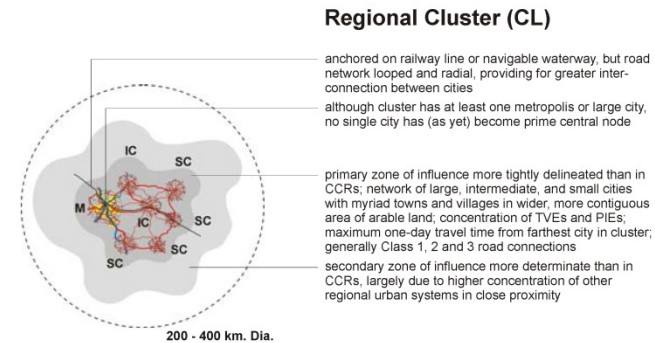 Regional Cluster (CL)
anchored on railway line or navigable waterway, but road
network looped and radial, providing for greater inter-
connection between cities
although cluster has at least one metropolis or large city,
no single city has (as yet) become prime central node
primary zone of influence more tightly delineated than in
CCRs; network of large, intermediate, and small cities
with myriad towns and villages in wider, more contiguous
area of arable land; concentration of TVEs and PIEs;
maximum one-day travel time from farthest city in cluster;
generally Class 1, 2 and 3 road connections
secondary zone of influence more determinate than in
CCRs, largely due to higher concentration of other
regional urban systems in close proximity
IC
SC
M
IC
SC
SC
SC
200 - 400 km. Dia.